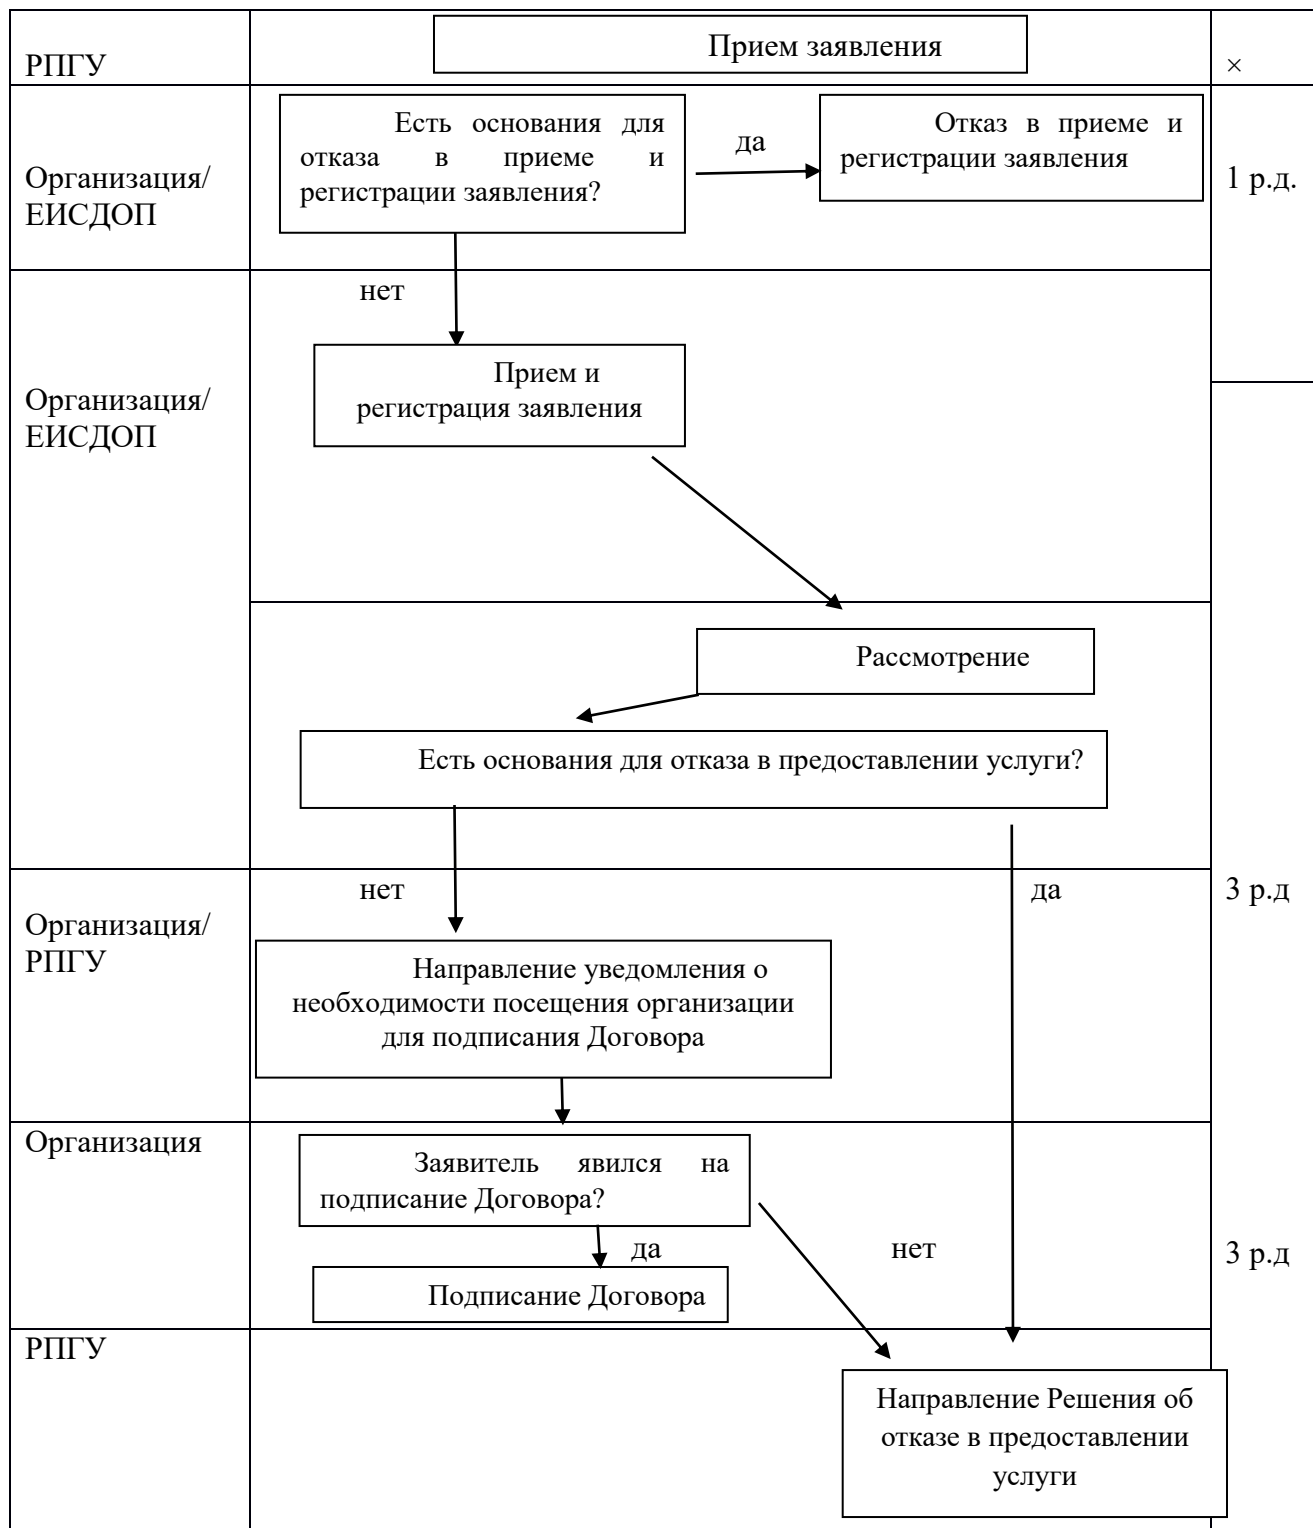 Прием заявления
РПГУ
×
Есть основания для
отказа в приеме и
регистрации заявления?
да
Отказ в приеме и
регистрации заявления
Организация/
ЕИСДОП
1 р.д.
нет
Прием и
регистрация заявления
Организация/
ЕИСДОП
Рассмотрение
Есть основания для отказа в предоставлении услуги?
нет
да
3 р.д
Организация/
РПГУ
Направление уведомления о
необходимости посещения организации
для подписания Договора
Организация
Заявитель явился на
подписание Договора?
да
нет
3 р.д
Подписание Договора
РПГУ
Направление Решения об
отказе в предоставлении
услуги